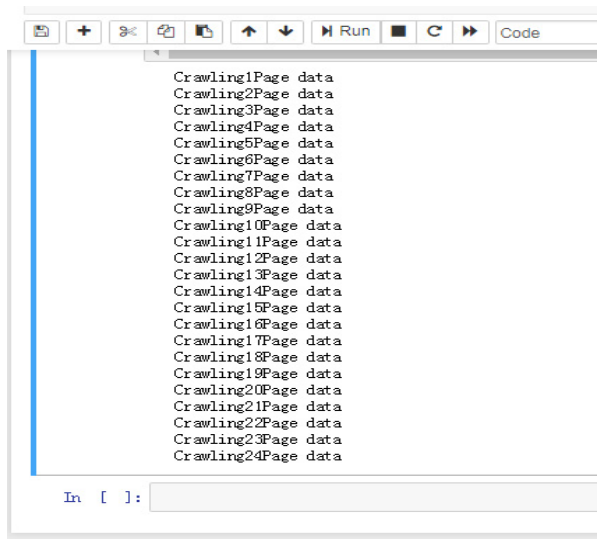 Run Code
Crawling1Page data
Crawling2Page data
Crawling3Page data
Crawling4Page data
Crawling5Page data
Crawling6Page data
Crawling7Page data
Crawling8Page data
Crawling9Page data
Crawling10Page data
Crawling11Page data
Crawling12Page data
Crawling13Page data
Crawling14Page data
Crawling15Page data
Crawling16Page data
Crawling17Page data
Crawling18Page data
Crawling19Page data
Crawling20Page data
Crawling21Page data
Crawling22Page data
Crawling23Page data
Crawling24Page data
In [ ]: